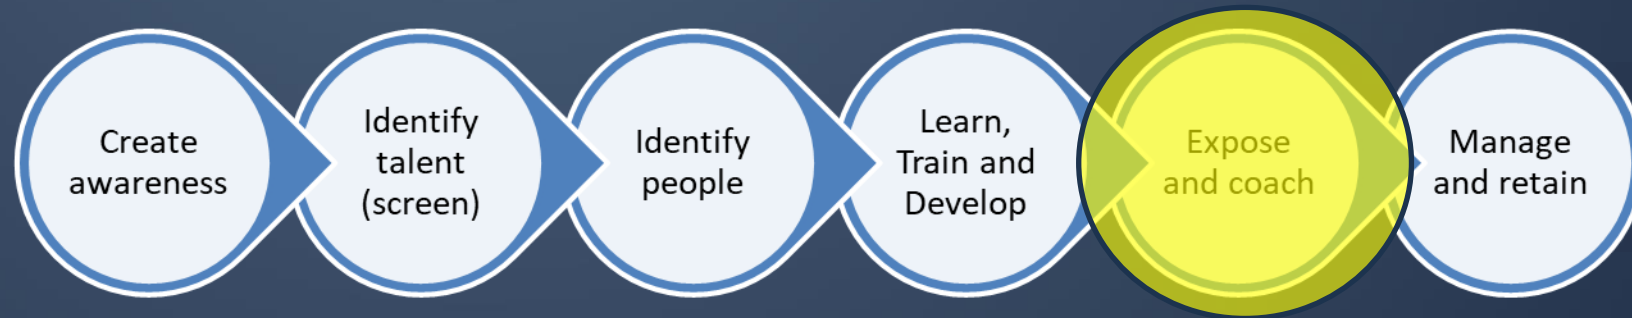 Create
awareness
Identify
talent
(screen)
Identify
people
Learn,
Train and
Develop
Expose
and coach
Manage
and retain